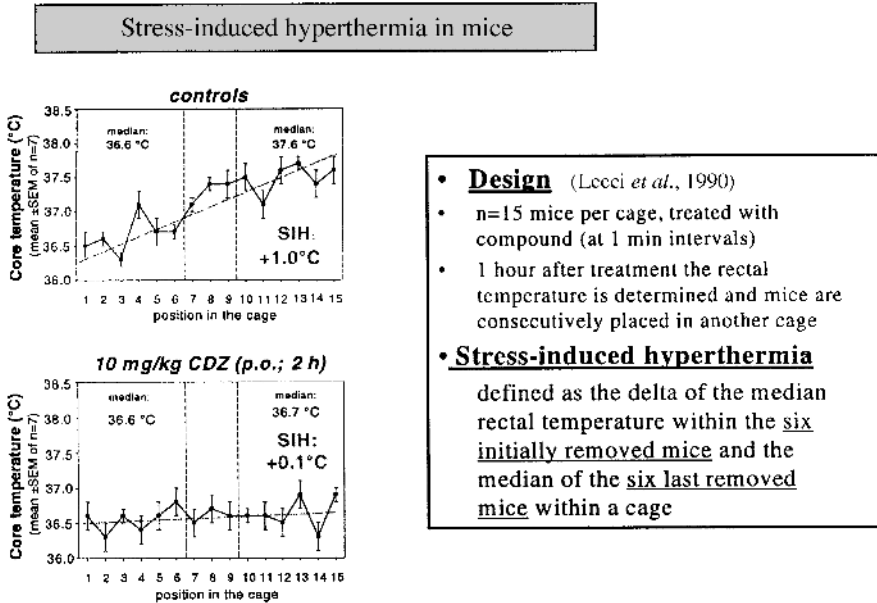 Stress-induced hyperthermia in mice
controls
Core temperature (°C)
(mean ±SEM of n=7)
38.5
38.0
37.5
37.0
36.5
36.0
median:
36.6 °C
median:
37.6 °C
SIH:
+1.0°C
1 2 3 4 5 6 7 8 9 10 11 12 13 14 15
position in the cage
10 mg/kg CDZ (p.o.; 2 h)
Core temperature (°C)
(mean ±SEM of n=7)
38.5
38.0
37.5
37.0
36.5
36.0
median:
36.6 °C
median:
36.7 °C
SIH:
+0.1°C
1 2 3 4 5 6 7 8 9 10 11 12 13 14 15
position in the cage
• Design (Lecci et al., 1990)
• n=15 mice per cage, treated with
compound (at 1 min intervals)
• 1 hour after treatment the rectal
temperature is determined and mice are
consecutively placed in another cage
• Stress-induced hyperthermia
defined as the delta of the median
rectal temperature within the six
initially removed mice and the
median of the six last removed
mice within a cage